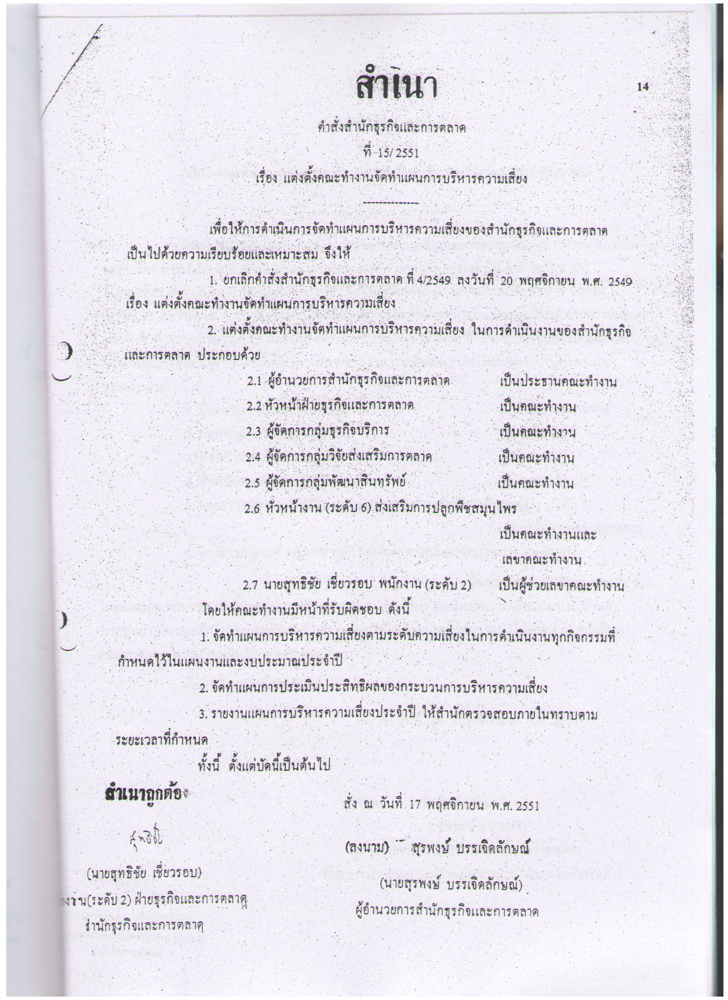 สำเนา
14
คำสั่งสำนักธุรกิจและการตลาด
ที่ 15/ 2551
เรื่อง แต่งตั้งคณะทำงานจัดทำแผนการบริหารความเสี่ยง
--------------
เพื่อให้การดำเนินการจัดทำแผนการบริหารความเสี่ยงของสำนักธุรกิจและการตลาด
เป็นไปด้วยความเรียบร้อยและเหมาะสม จึงให้
1. ยกเลิกคำสั่งสำนักธุรกิจและการตลาด ที่ 4/2549 ลงวันที่ 20 พฤศจิกายน พ.ศ. 2549
เรื่อง แต่งตั้งคณะทำงานจัดทำแผนการบริหารความเสี่ยง
2. แต่งตั้งคณะทำงานจัดทำแผนการบริหารความเสี่ยง ในการดำเนินงานของสำนักธุรกิจ
และการตลาด ประกอบด้วย
2.1 ผู้อำนวยการสำนักธุรกิจและการตลาด เป็นประธานคณะทำงาน
2.2 หัวหน้าฝ่ายธุรกิจและการตลาด เป็นคณะทำงาน
2.3 ผู้จัดการกลุ่มธุรกิจบริการ เป็นคณะทำงาน
2.4 ผู้จัดการกลุ่มวิจัยส่งเสริมการตลาด เป็นคณะทำงาน
2.5 ผู้จัดการกลุ่มพัฒนาสินทรัพย์ เป็นคณะทำงาน
2.6 หัวหน้างาน (ระดับ 6) ส่งเสริมการปลูกพืชสมุนไพร
เป็นคณะทำงานและ
เลขาคณะทำงาน
2.7 นายสุทธิชัย เชี่ยวรอบ พนักงาน (ระดับ 2) เป็นผู้ช่วยเลขาคณะทำงาน
โดยให้คณะทำงานมีหน้าที่รับผิดชอบ ดังนี้
1. จัดทำแผนการบริหารความเสี่ยงตามระดับความเสี่ยงในการดำเนินงานทุกกิจกรรมที่
กำหนดไว้ในแผนงานและงบประมาณประจำปี
2. จัดทำแผนการประเมินประสิทธิผลของกระบวนการบริหารความเสี่ยง
3. รายงานแผนการบริหารความเสี่ยงประจำปี ให้สำนักตรวจสอบภายในทราบตาม
ระยะเวลาที่กำหนด
ทั้งนี้ ตั้งแต่บัดนี้เป็นต้นไป
สำเนาถูกต้อง
สั่ง ณ วันที่ 17 พฤศจิกายน พ.ศ. 2551
สุทธิชัย
(ลงนาม) สุรพงษ์ บรรเจิดลักษณ์
(นายสุทธิชัย เชี่ยวรอบ)
(นายสุรพงษ์ บรรเจิดลักษณ์)
งาน(ระดับ 2) ฝ่ายธุรกิจและการตลาด
ผู้อำนวยการสำนักธุรกิจและการตลาด
สำนักธุรกิจและการตลาด